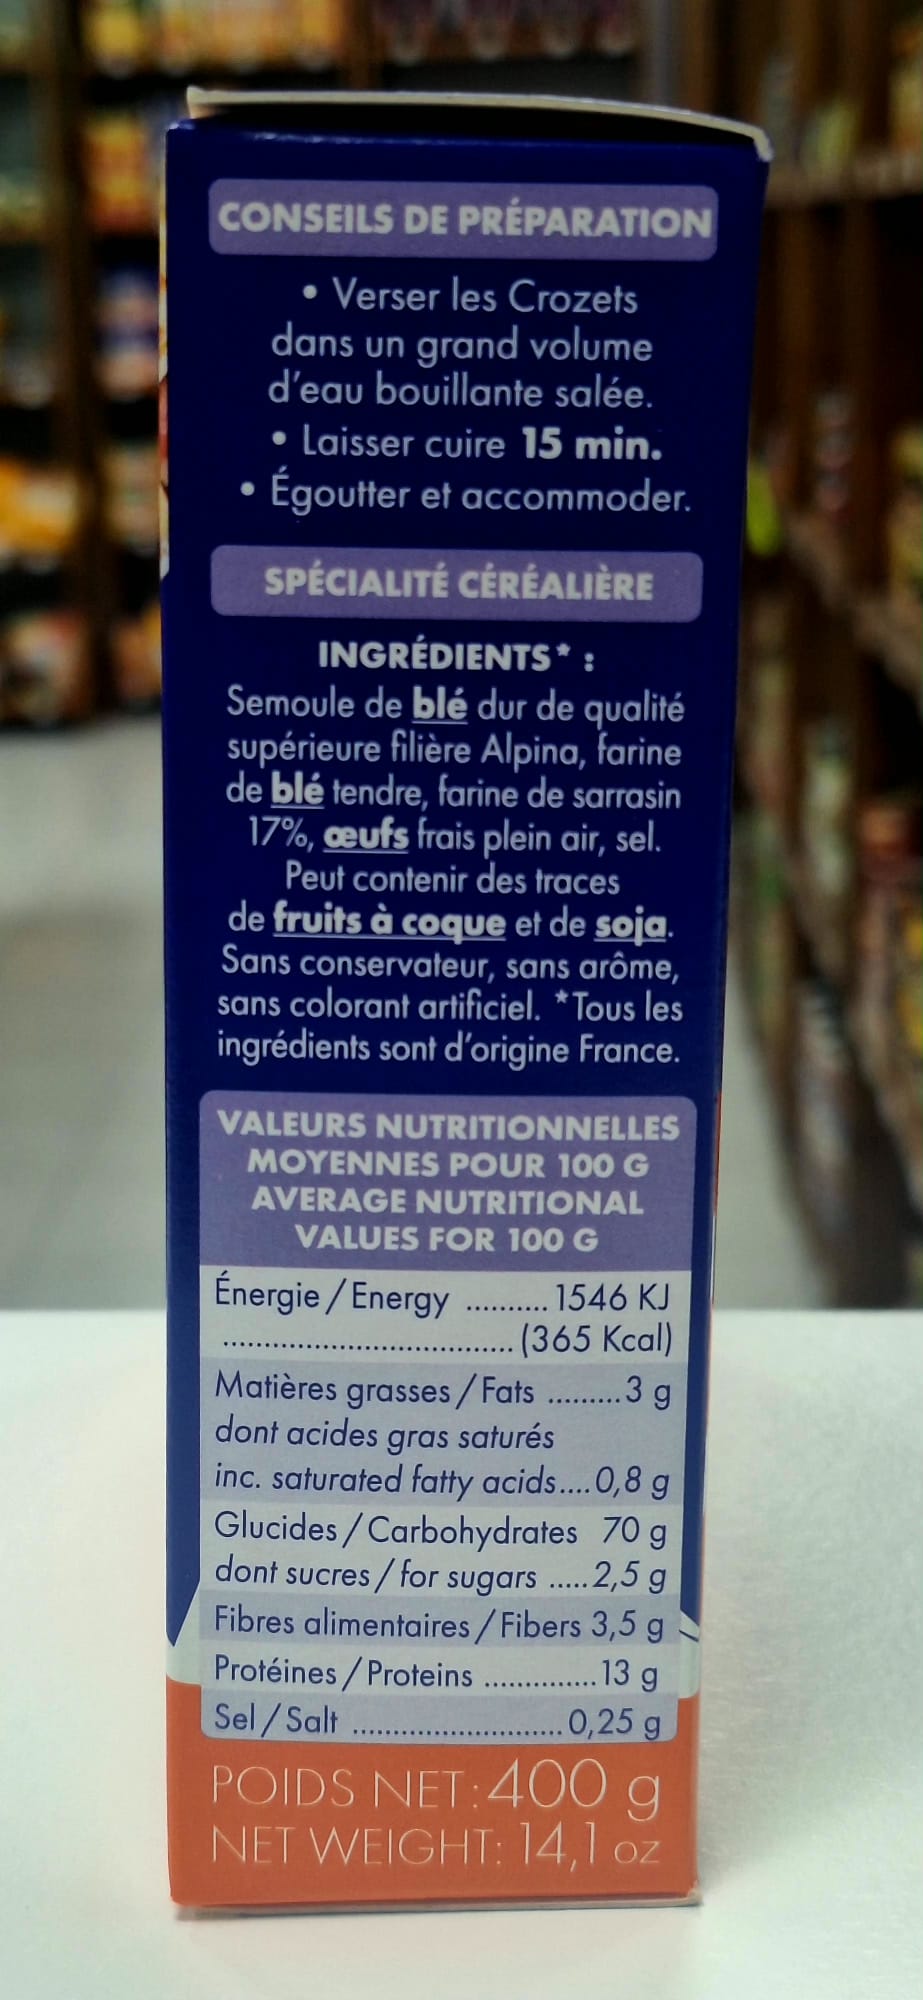 CONSEILS DE PRÉPARATION
• Verser les Crozets
dans un grand volume
d'eau bouillante salée.
• Laisser cuire 15 min.
• Égoutter et accommoder.
SPÉCIALITÉ CÉRÉALIÈRE
INGRÉDIENTS* :
Semoule de blé dur de qualité
supérieure filière Alpina, farine
de blé tendre, farine de sarrasin
17%, œufs frais plein air, sel.
Peut contenir des traces
de fruits à coque et de soja.
Sans conservateur, sans arôme,
sans colorant artificiel. *Tous les
ingrédients sont d'origine France.
VALEURS NUTRITIONNELLES
MOYENNES POUR 100 G
AVERAGE NUTRITIONAL
VALUES FOR 100 G
Énergie / Energy .......... 1546 KJ
.................................... (365 Kcal)
Matières grasses / Fats ......... 3 g
dont acides gras saturés
inc. saturated fatty acids.... 0,8 g
Glucides / Carbohydrates 70 g
dont sucres / for sugars ..... 2,5 g
Fibres alimentaires / Fibers 3,5 g
Protéines / Proteins .............. 13 g
Sel / Salt .......................... 0,25 g
POIDS NET: 400 g
NET WEIGHT: 14,1 oz